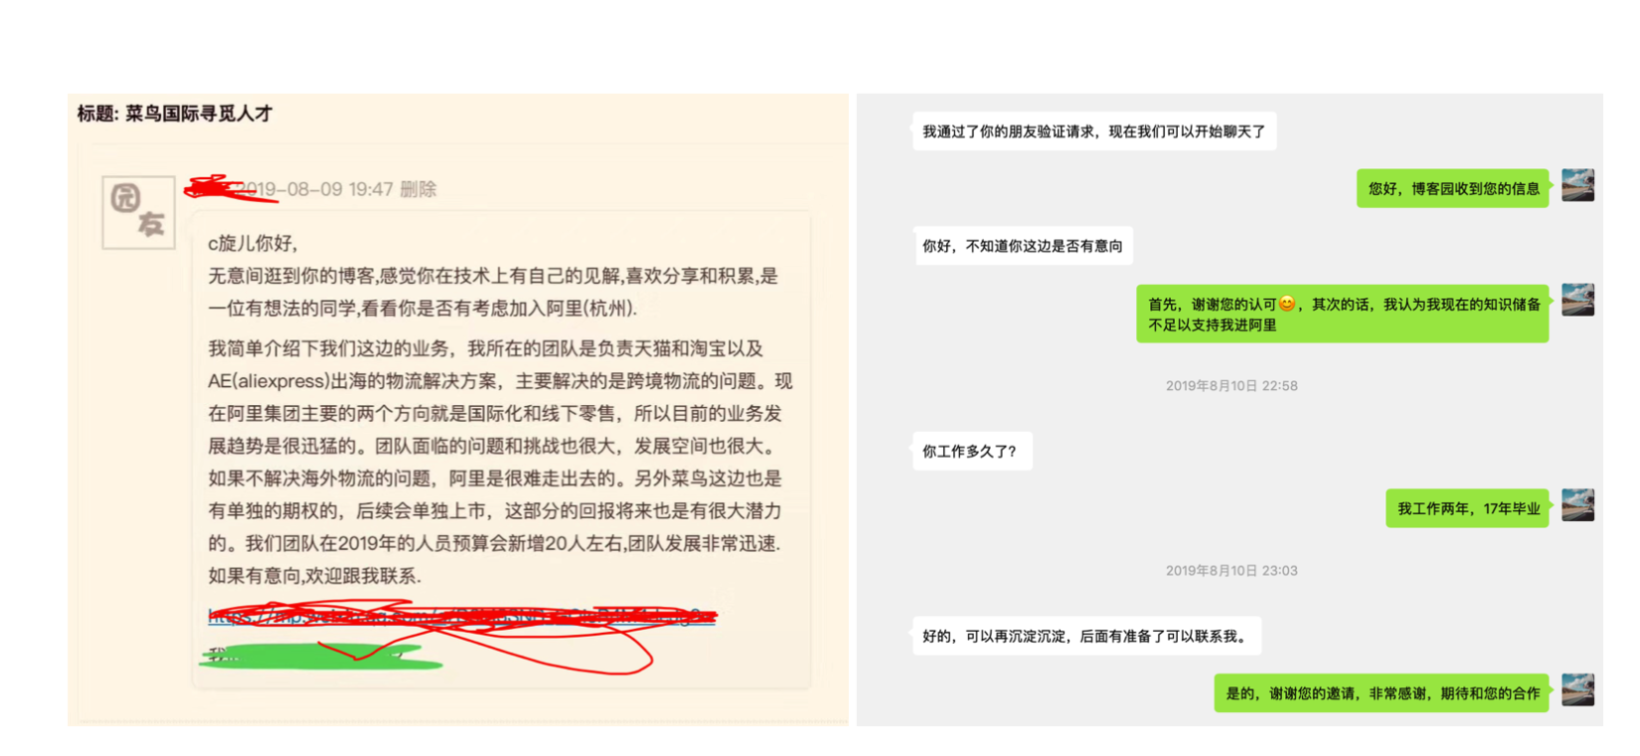 标题: 菜鸟国际寻觅人才
园友
2019-08-09 19:47 删除
c旋儿你好,
无意间逛到你的博客,感觉你在技术上有自己的见解,喜欢分享和积累,是
一位有想法的同学,看看你是否有考虑加入阿里(杭州).
我简单介绍下我们这边的业务，我所在的团队是负责天猫和淘宝以及
AE(aliexpress)出海的物流解决方案，主要解决的是跨境物流的问题。现
在阿里集团主要的两个方向就是国际化和线下零售，所以目前的业务发
展趋势是很迅猛的。团队面临的问题和挑战也很大，发展空间也很大。
如果不解决海外物流的问题，阿里是很难走出去的。另外菜鸟这边也是
有单独的期权的，后续会单独上市，这部分的回报将来也是有很大潜力
的。我们团队在2019年的人员预算会新增20人左右,团队发展非常迅速.
如果有意向,欢迎跟我联系.
我通过了你的朋友验证请求，现在我们可以开始聊天了
您好，博客园收到您的信息
你好，不知道你这边是否有意向
首先，谢谢您的认可😊，其次的话，我认为我现在的知识储备
不足以支持我进阿里
2019年8月10日 22:58
你工作多久了?
我工作两年，17年毕业
2019年8月10日 23:03
好的，可以再沉淀沉淀，后面有准备了可以联系我。
是的，谢谢您的邀请，非常感谢，期待和您的合作